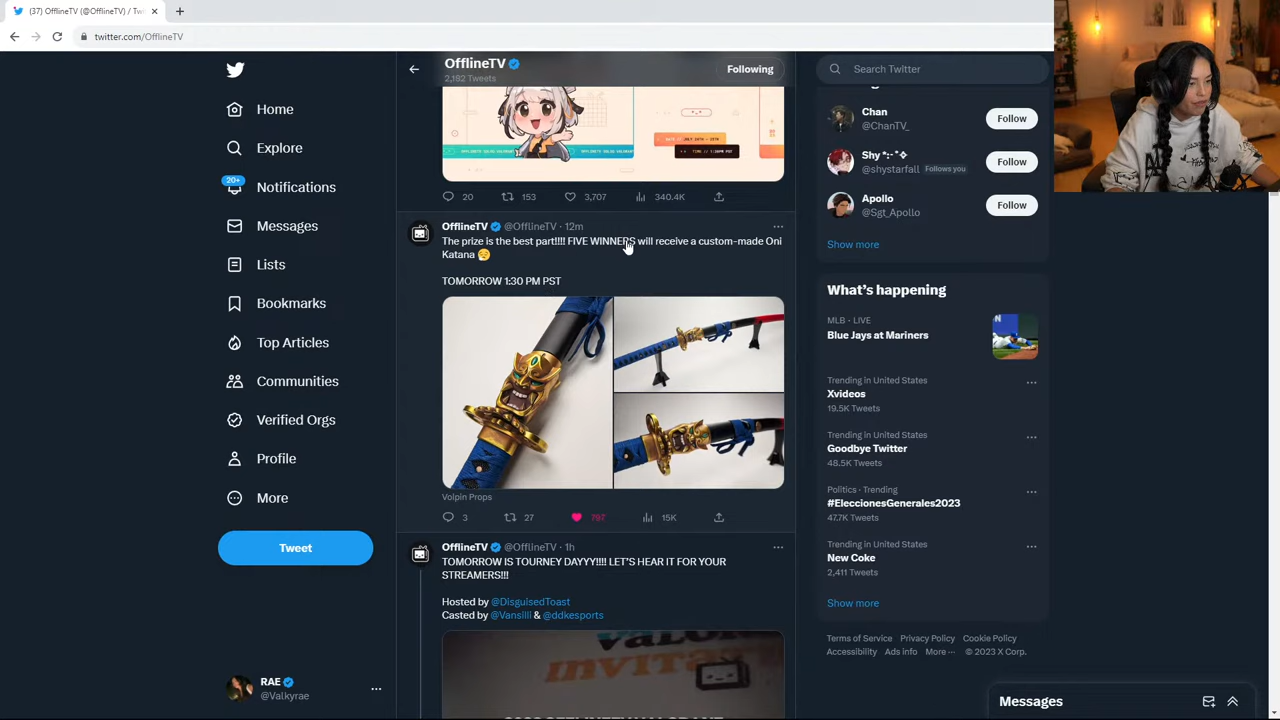 (37) OfflineTV (@OfflineTV) / Twi
twitter.com/OfflineTV
OfflineTV
2,182 Tweets
Following
Home
Explore
20+
Notifications
Messages
Lists
Bookmarks
Top Articles
Communities
Verified Orgs
Profile
More
Tweet
RAE
@Valkyrae
20 153 3,707 340.4K
OfflineTV @OfflineTV · 12m
The prize is the best part!!!! FIVE WINNERS will receive a custom-made Oni
Katana
TOMORROW 1:30 PM PST
Volpin Props
3 27 797 15K
OfflineTV @OfflineTV · 1h
TOMORROW IS TOURNEY DAYYY!!!! LET'S HEAR IT FOR YOUR
STREAMERS!!!
Hosted by @DisguisedToast
Casted by @Vansilli & @ddkesports
Search Twitter
Chan
@ChanTV_
Follow
Shy *:·˚✧
@shystarfall Follows you
Follow
Apollo
@Sgt_Apollo
Follow
Show more
What's happening
MLB · LIVE
Blue Jays at Mariners
Trending in United States
Xvideos
19.5K Tweets
Trending in United States
Goodbye Twitter
48.5K Tweets
Politics · Trending
#EleccionesGenerales2023
47.7K Tweets
Trending in United States
New Coke
2,411 Tweets
Show more
Terms of Service Privacy Policy Cookie Policy
Accessibility Ads info More ··· © 2023 X Corp.
Messages